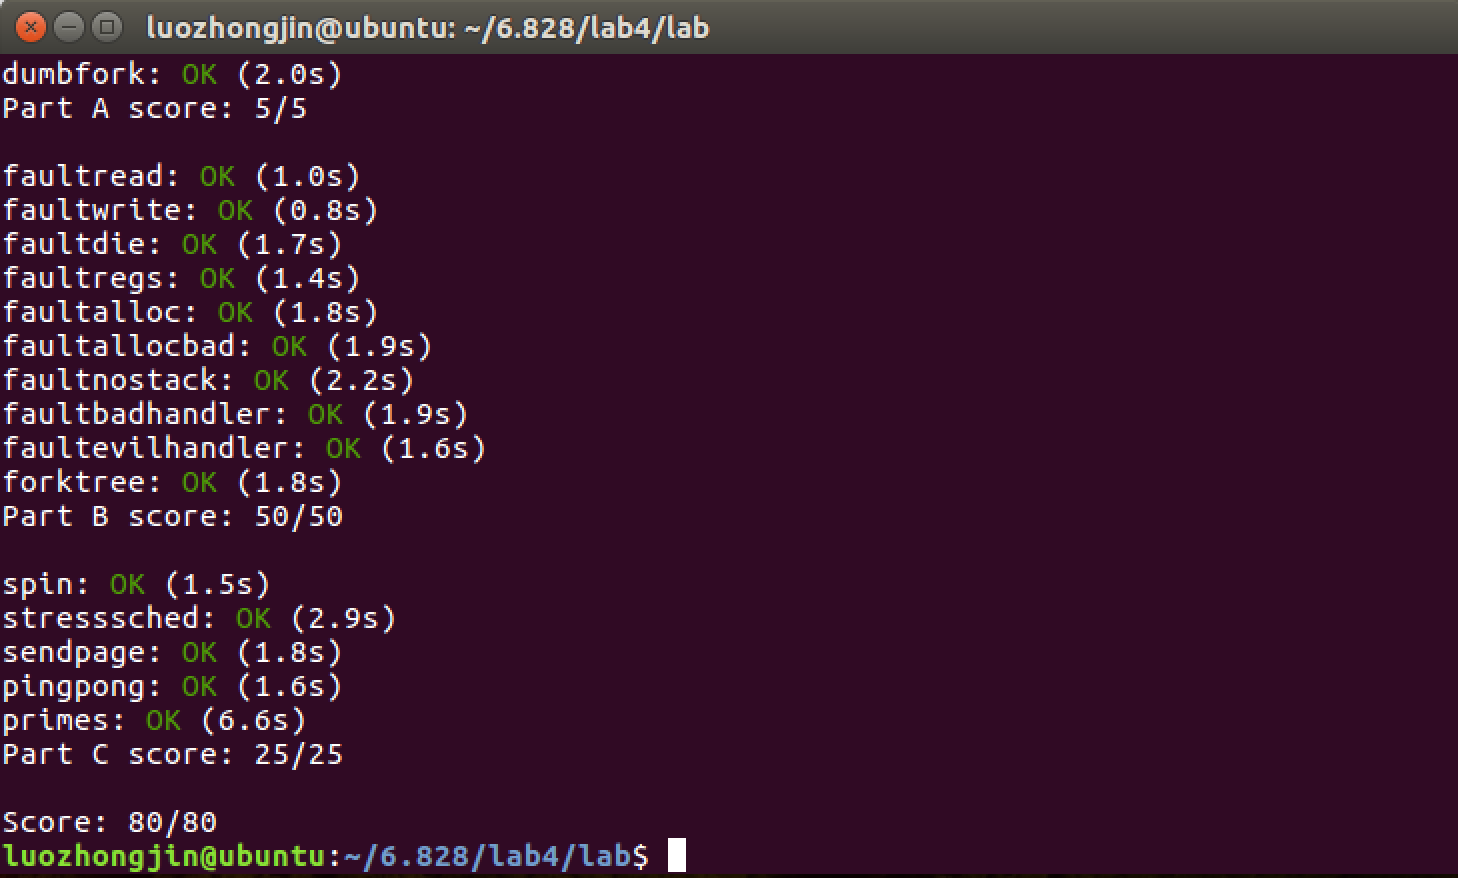 luozhongjin@ubuntu: ~/6.828/lab4/lab
dumbfork: OK (2.0s)
Part A score: 5/5
faultread: OK (1.0s)
faultwrite: OK (0.8s)
faultdie: OK (1.7s)
faultregs: OK (1.4s)
faultalloc: OK (1.8s)
faultallocbad: OK (1.9s)
faultnostack: OK (2.2s)
faultbadhandler: OK (1.9s)
faultevilhandler: OK (1.6s)
forktree: OK (1.8s)
Part B score: 50/50
spin: OK (1.5s)
stresssched: OK (2.9s)
sendpage: OK (1.8s)
pingpong: OK (1.6s)
primes: OK (6.6s)
Part C score: 25/25
Score: 80/80
luozhongjin@ubuntu:~/6.828/lab4/lab$